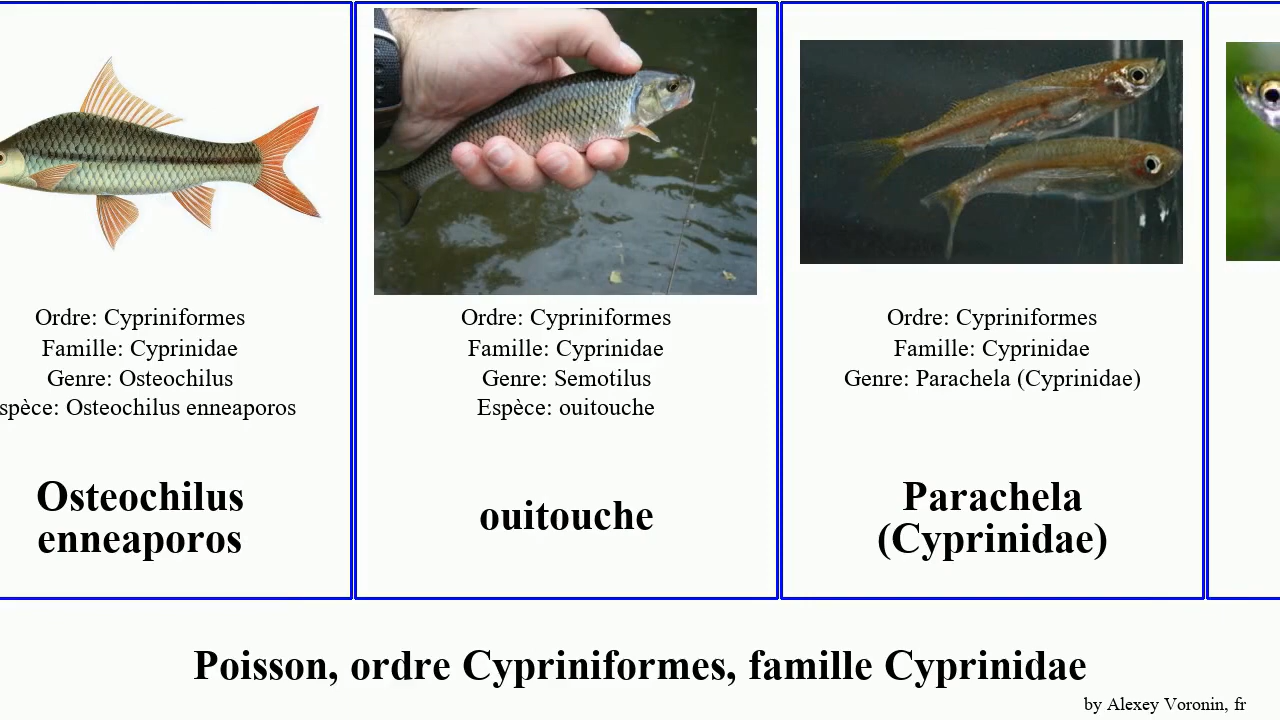 Ordre: Cypriniformes
Famille: Cyprinidae
Genre: Osteochilus
spèce: Osteochilus enneaporos
Osteochilus
enneaporos
Ordre: Cypriniformes
Famille: Cyprinidae
Genre: Semotilus
Espèce: ouitouche
ouitouche
Ordre: Cypriniformes
Famille: Cyprinidae
Genre: Parachela (Cyprinidae)
Parachela
(Cyprinidae)
Poisson, ordre Cypriniformes, famille Cyprinidae
by Alexey Voronin, fr